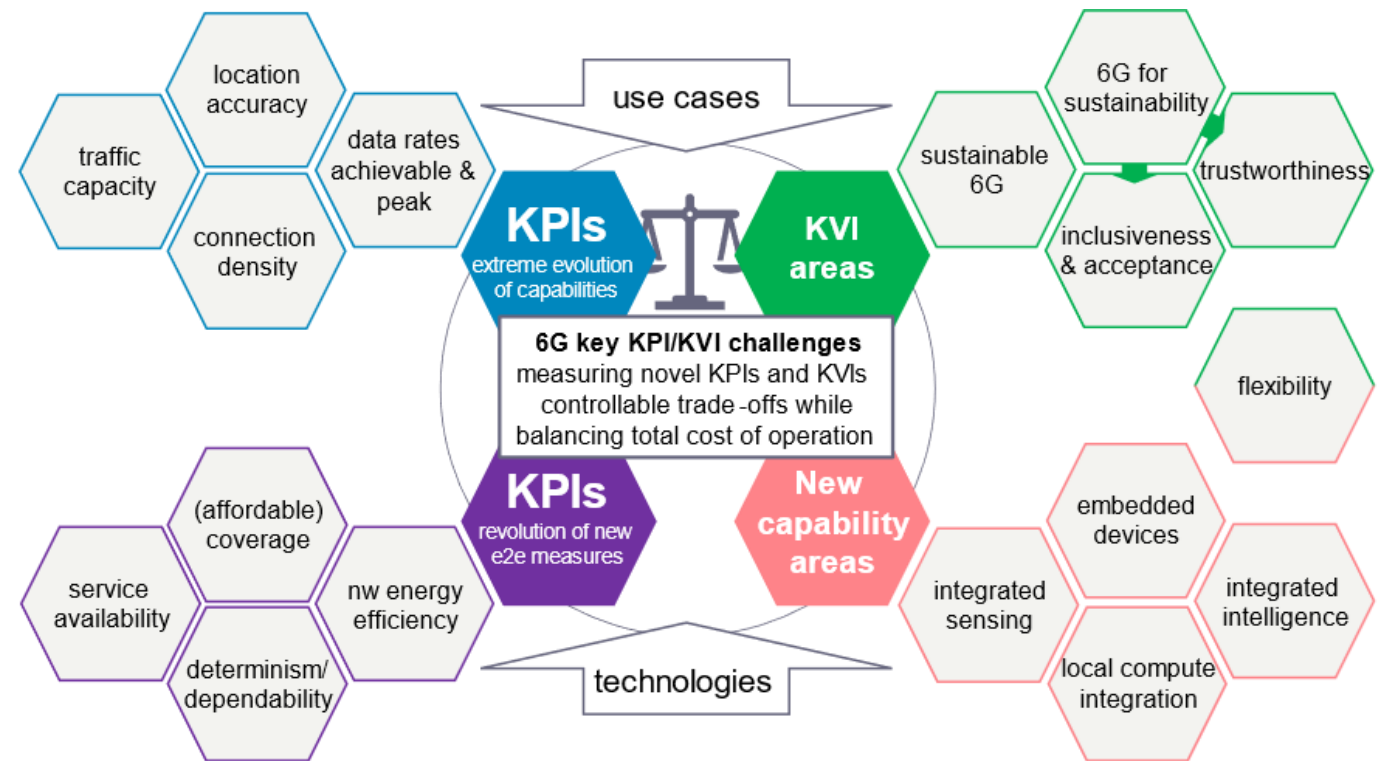 location
accuracy
traffic
capacity
data rates
achievable &
peak
connection
density
use cases
KPIs
extreme evolution
of capabilities
KVI
areas
6G for
sustainability
sustainable
6G
trustworthiness
inclusiveness
& acceptance
flexibility
6G key KPI/KVI challenges
measuring novel KPIs and KVIs
controllable trade-offs while
balancing total cost of operation
(affordable)
coverage
service
availability
nw energy
efficiency
determinism/
dependability
KPIs
revolution of new
e2e measures
New
capability
areas
embedded
devices
integrated
sensing
integrated
intelligence
local compute
integration
technologies